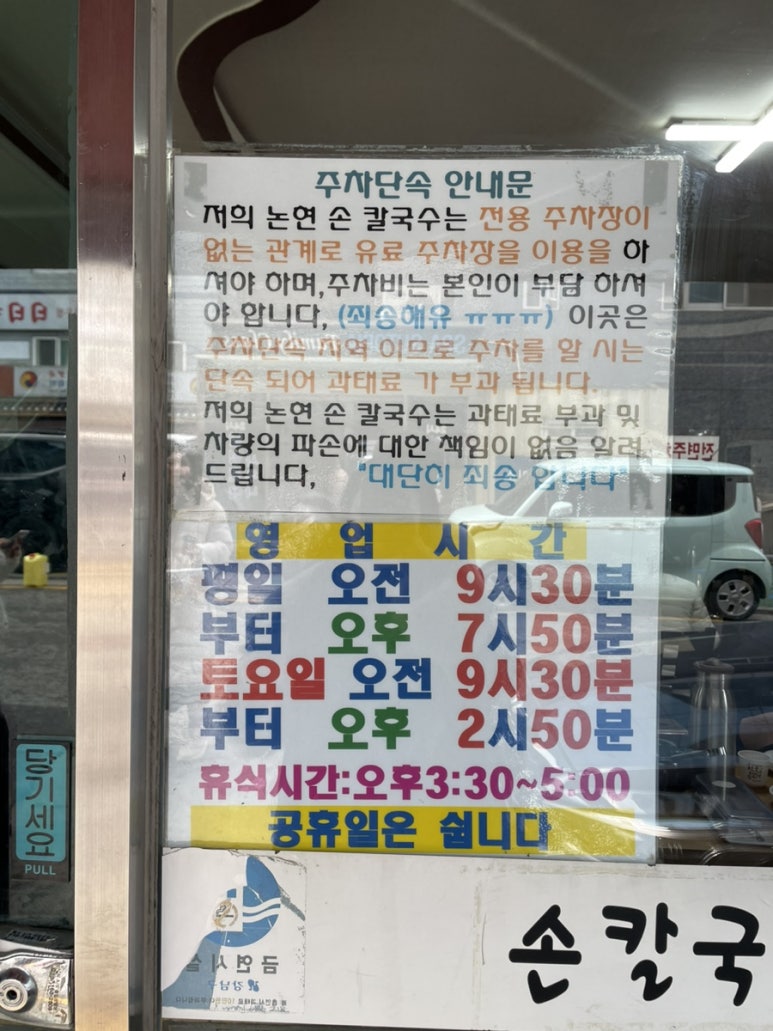 주차단속 안내문
저희 논현 손 칼국수는 전용 주차장이
없는 관계로 유료 주차장을 이용을 하
셔야 하며,주차비는 본인이 부담 하셔
야 합니다, (죄송해유 ㅠㅠㅠ) 이곳은
주차단속 지역 이므로 주차를 할 시는
단속 되어 과태료 가 부과 됩니다.
저희 논현 손 칼국수는 과태료 부과 및
차량의 파손에 대한 책임이 없음 알려
드립니다, "대단히 죄송 합니다"
영 업 시 간
평일 오전 9시30분
부터 오후 7시50분
토요일 오전 9시30분
부터 오후 2시50분
휴식시간:오후3:30~5:00
공휴일은 쉽니다
당기세요
PULL
금연시설
강남구
손칼국